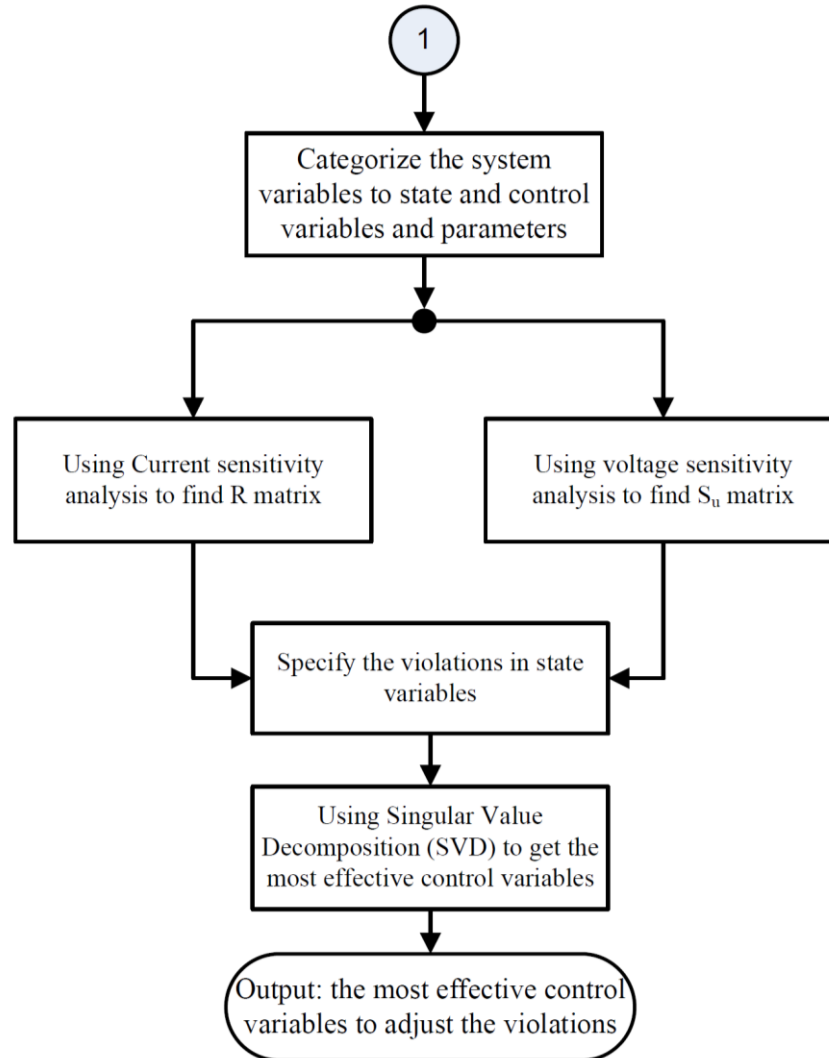 1
Categorize the system
variables to state and control
variables and parameters
Using Current sensitivity
analysis to find R matrix
Using voltage sensitivity
analysis to find Sᵤ matrix
Specify the violations in state
variables
Using Singular Value
Decomposition (SVD) to get the
most effective control variables
Output: the most effective control
variables to adjust the violations